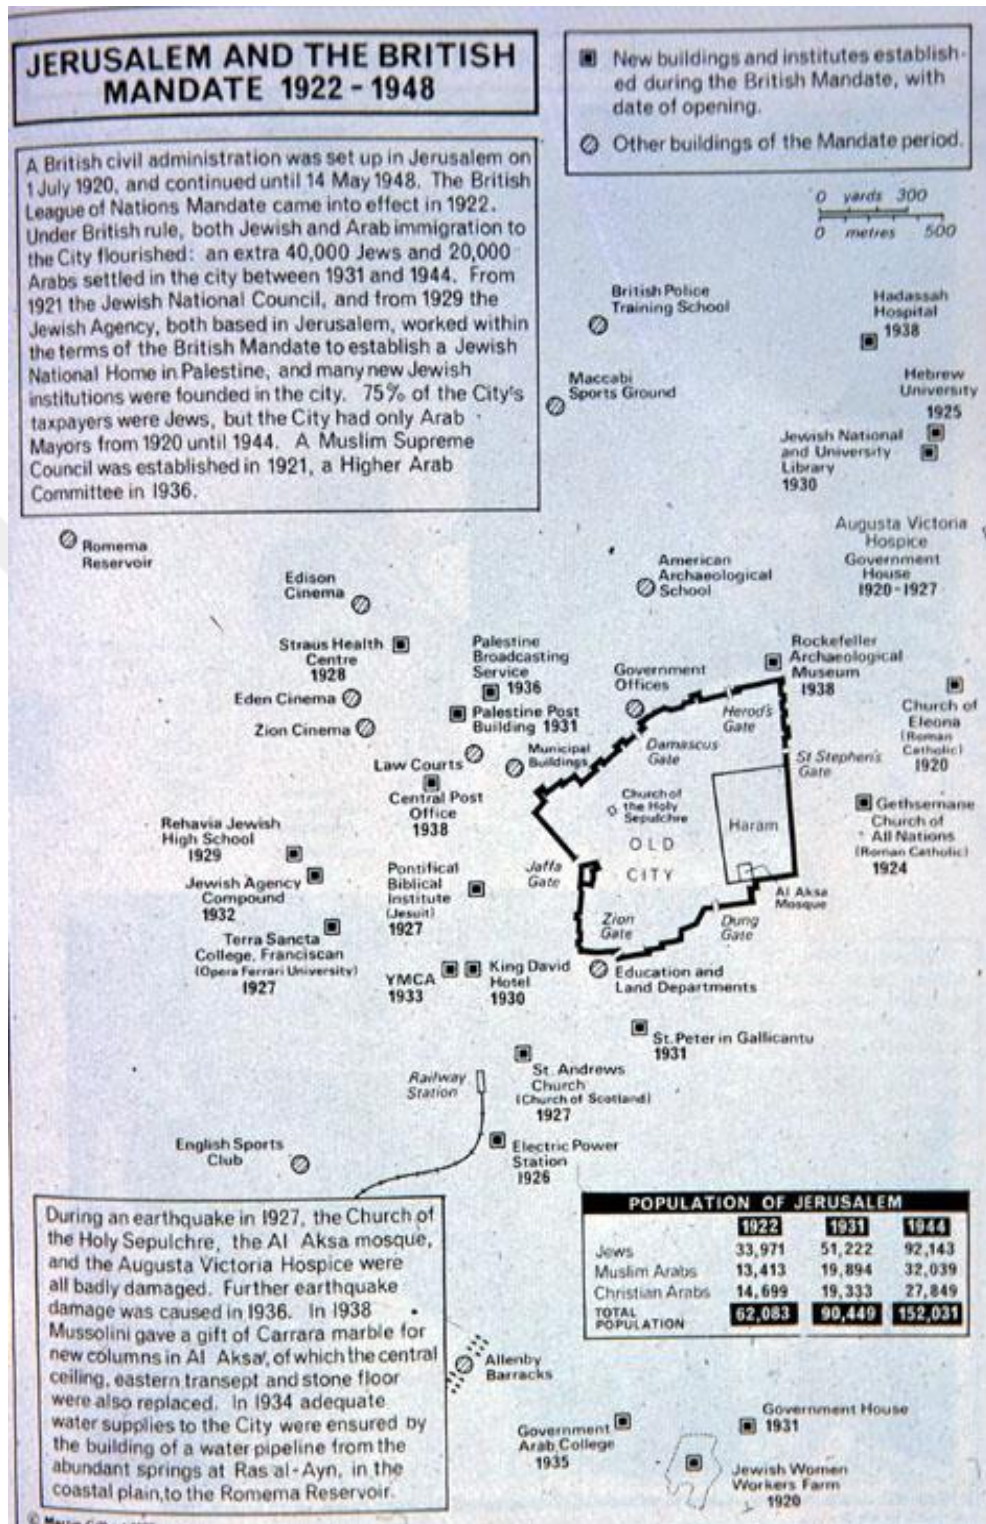 JERUSALEM AND THE BRITISH
MANDATE 1922 - 1948
New buildings and institutes establish-
ed during the British Mandate, with
date of opening.
Other buildings of the Mandate period.
A British civil administration was set up in Jerusalem on
1 July 1920, and continued until 14 May 1948. The British
League of Nations Mandate came into effect in 1922.
Under British rule, both Jewish and Arab immigration to
the City flourished: an extra 40,000 Jews and 20,000
Arabs settled in the city between 1931 and 1944. From
1921 the Jewish National Council, and from 1929 the
Jewish Agency, both based in Jerusalem, worked within
the terms of the British Mandate to establish a Jewish
National Home in Palestine, and many new Jewish
institutions were founded in the city. 75% of the City's
taxpayers were Jews, but the City had only Arab
Mayors from 1920 until 1944. A Muslim Supreme
Council was established in 1921, a Higher Arab
Committee in 1936.
0 yards 300
0 metres 500
British Police
Training School
Hadassah
Hospital
1938
Maccabi
Sports Ground
Hebrew
University
1925
Jewish National
and University
Library
1930
Romema
Reservoir
Augusta Victoria
Hospice
Government
House
1920-1927
American
Archaeological
School
Edison
Cinema
Straus Health
Centre
1928
Palestine
Broadcasting
Service
1936
Government
Offices
Rockefeller
Archaeological
Museum
1938
Eden Cinema
Palestine Post
Building 1931
Herod's
Gate
Church of
Eleona
(Roman
Catholic)
1920
Zion Cinema
Law Courts
Municipal
Buildings
Damascus
Gate
St Stephen's
Gate
Central Post
Office
1938
Church of
the Holy
Sepulchre
Haram
Gethsemane
Church of
All Nations
(Roman Catholic)
1924
Rehavia Jewish
High School
1929
OLD
CITY
Jewish Agency
Compound
1932
Pontifical
Biblical
Institute
(Jesuit)
1927
Jaffa
Gate
Al Aksa
Mosque
Zion
Gate
Dung
Gate
Terra Sancta
College, Franciscan
(Opera Ferrari University)
1927
YMCA
1933
King David
Hotel
1930
Education and
Land Departments
St. Peter in Gallicantu
1931
St. Andrews
Church
(Church of Scotland)
1927
Railway
Station
English Sports
Club
Electric Power
Station
1926
During an earthquake in 1927, the Church of
the Holy Sepulchre, the Al Aksa mosque,
and the Augusta Victoria Hospice were
all badly damaged. Further earthquake
damage was caused in 1936. In 1938
Mussolini gave a gift of Carrara marble for
new columns in Al Aksa, of which the central
ceiling, eastern transept and stone floor
were also replaced. In 1934 adequate
water supplies to the City were ensured by
the building of a water pipeline from the
abundant springs at Ras al-Ayn, in the
coastal plain, to the Romema Reservoir.
POPULATION OF JERUSALEM
1922 1931 1944
Jews 33,971 51,222 92,143
Muslim Arabs 13,413 19,894 32,039
Christian Arabs 14,699 19,333 27,849
TOTAL
POPULATION 62,083 90,449 152,031
Allenby
Barracks
Government
Arab College
1935
Government House
1931
Jewish Women
Workers Farm
1920
©